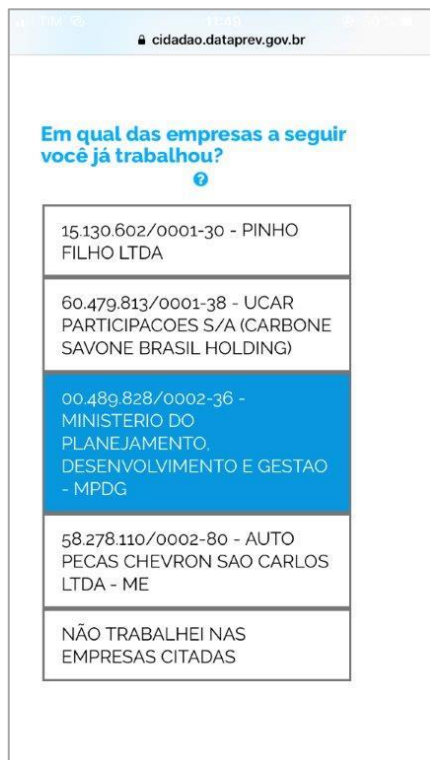 TIM
11:49
cidadao.dataprev.gov.br
Em qual das empresas a seguir
você já trabalhou?
?
15.130.602/0001-30 - PINHO
FILHO LTDA
60.479.813/0001-38 - UCAR
PARTICIPACOES S/A (CARBONE
SAVONE BRASIL HOLDING)
00.489.828/0002-36 -
MINISTERIO DO
PLANEJAMENTO,
DESENVOLVIMENTO E GESTAO
- MPDG
58.278.110/0002-80 - AUTO
PECAS CHEVRON SAO CARLOS
LTDA - ME
NÃO TRABALHEI NAS
EMPRESAS CITADAS